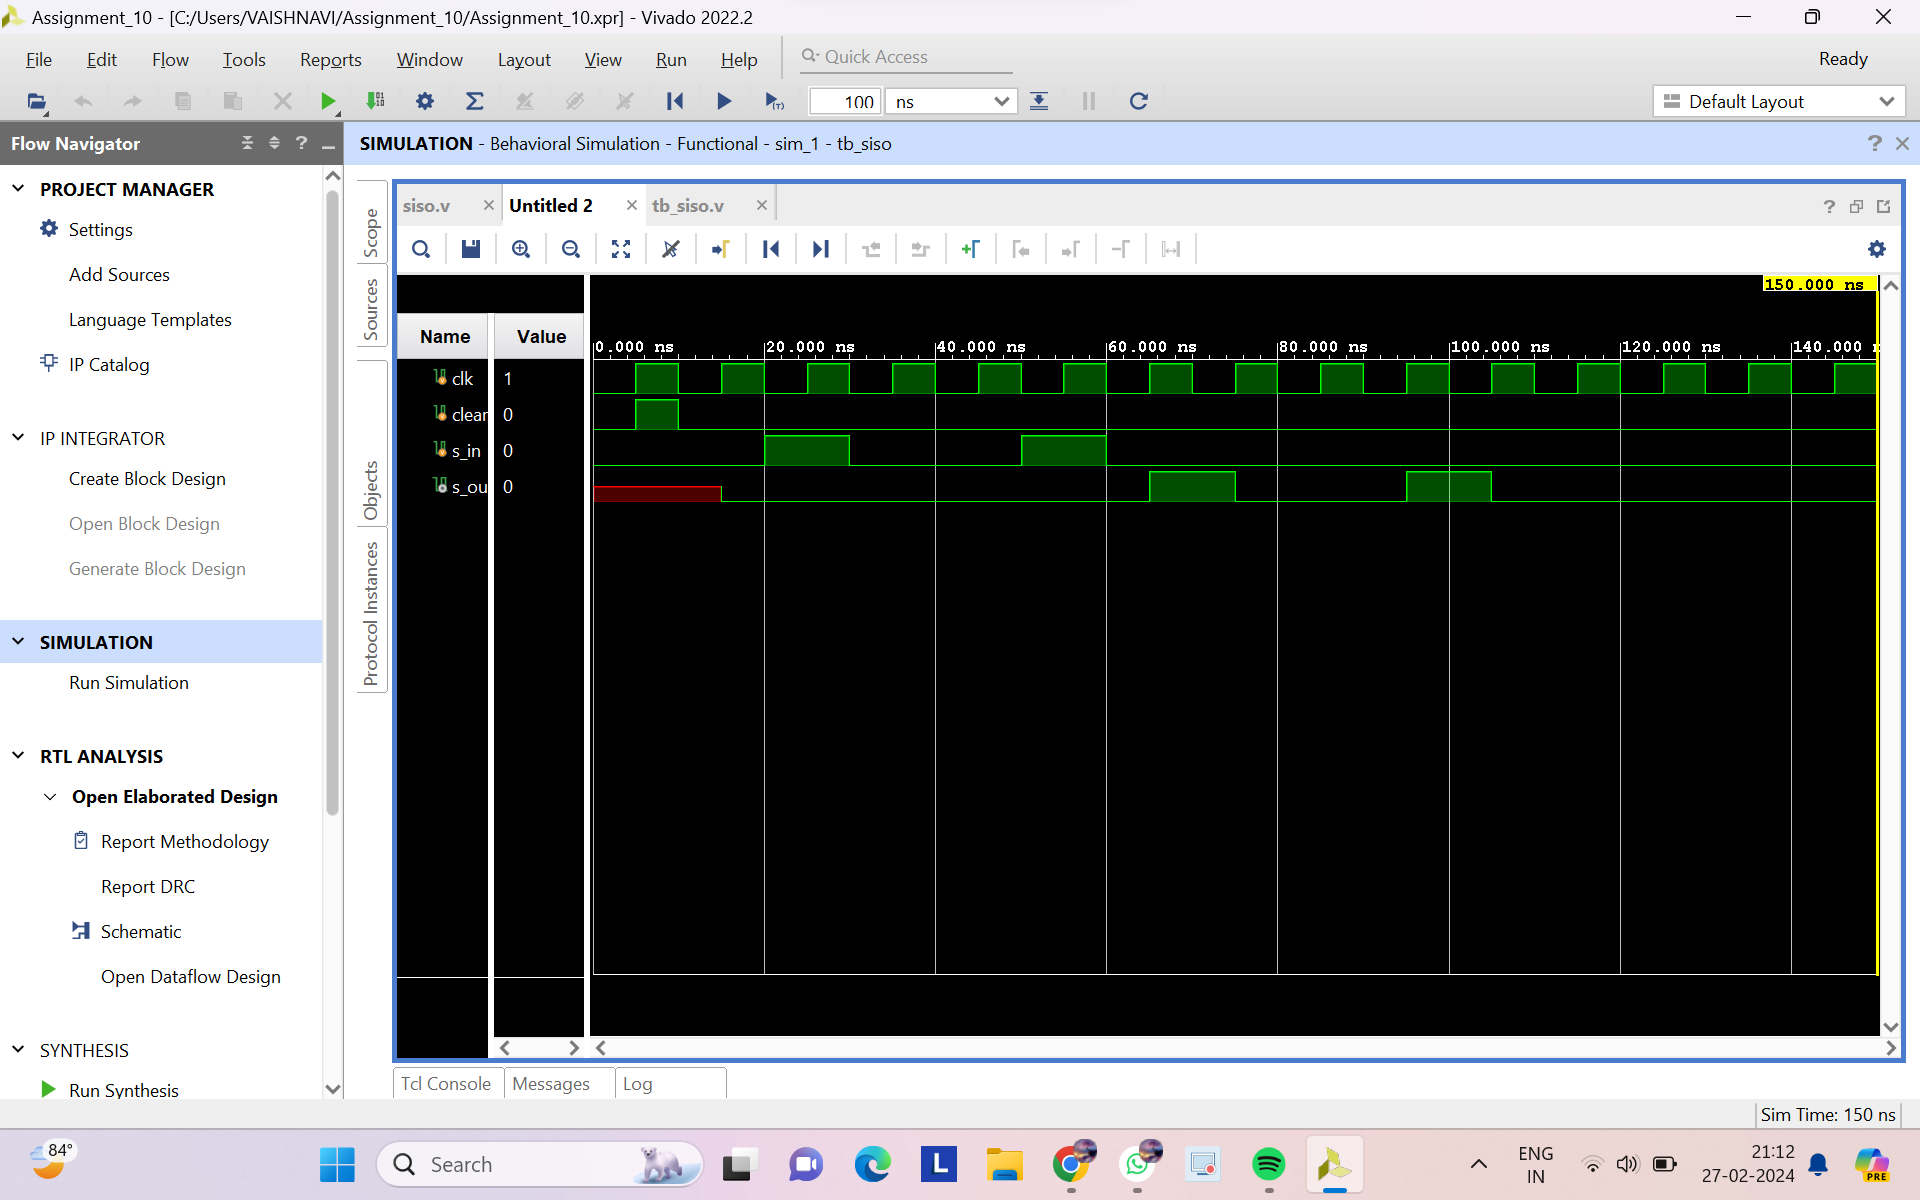 Assignment_10 - [C:/Users/VAISHNAVI/Assignment_10/Assignment_10.xpr] - Vivado 2022.2
File Edit Flow Tools Reports Window Layout View Run Help Quick Access
Ready
100 ns
Default Layout
Flow Navigator
SIMULATION - Behavioral Simulation - Functional - sim_1 - tb_siso
PROJECT MANAGER
Settings
Add Sources
Language Templates
IP Catalog
IP INTEGRATOR
Create Block Design
Open Block Design
Generate Block Design
SIMULATION
Run Simulation
RTL ANALYSIS
Open Elaborated Design
Report Methodology
Report DRC
Schematic
Open Dataflow Design
SYNTHESIS
Run Synthesis
Scope
Sources
Objects
Protocol Instances
siso.v
Untitled 2
tb_siso.v
150.000 ns
Name Value
0.000 ns 20.000 ns 40.000 ns 60.000 ns 80.000 ns 100.000 ns 120.000 ns 140.000 n
clk 1
clear 0
s_in 0
s_ou 0
Tcl Console Messages Log
Sim Time: 150 ns
84°
Search
L
ENG
IN
21:12
27-02-2024
PRE